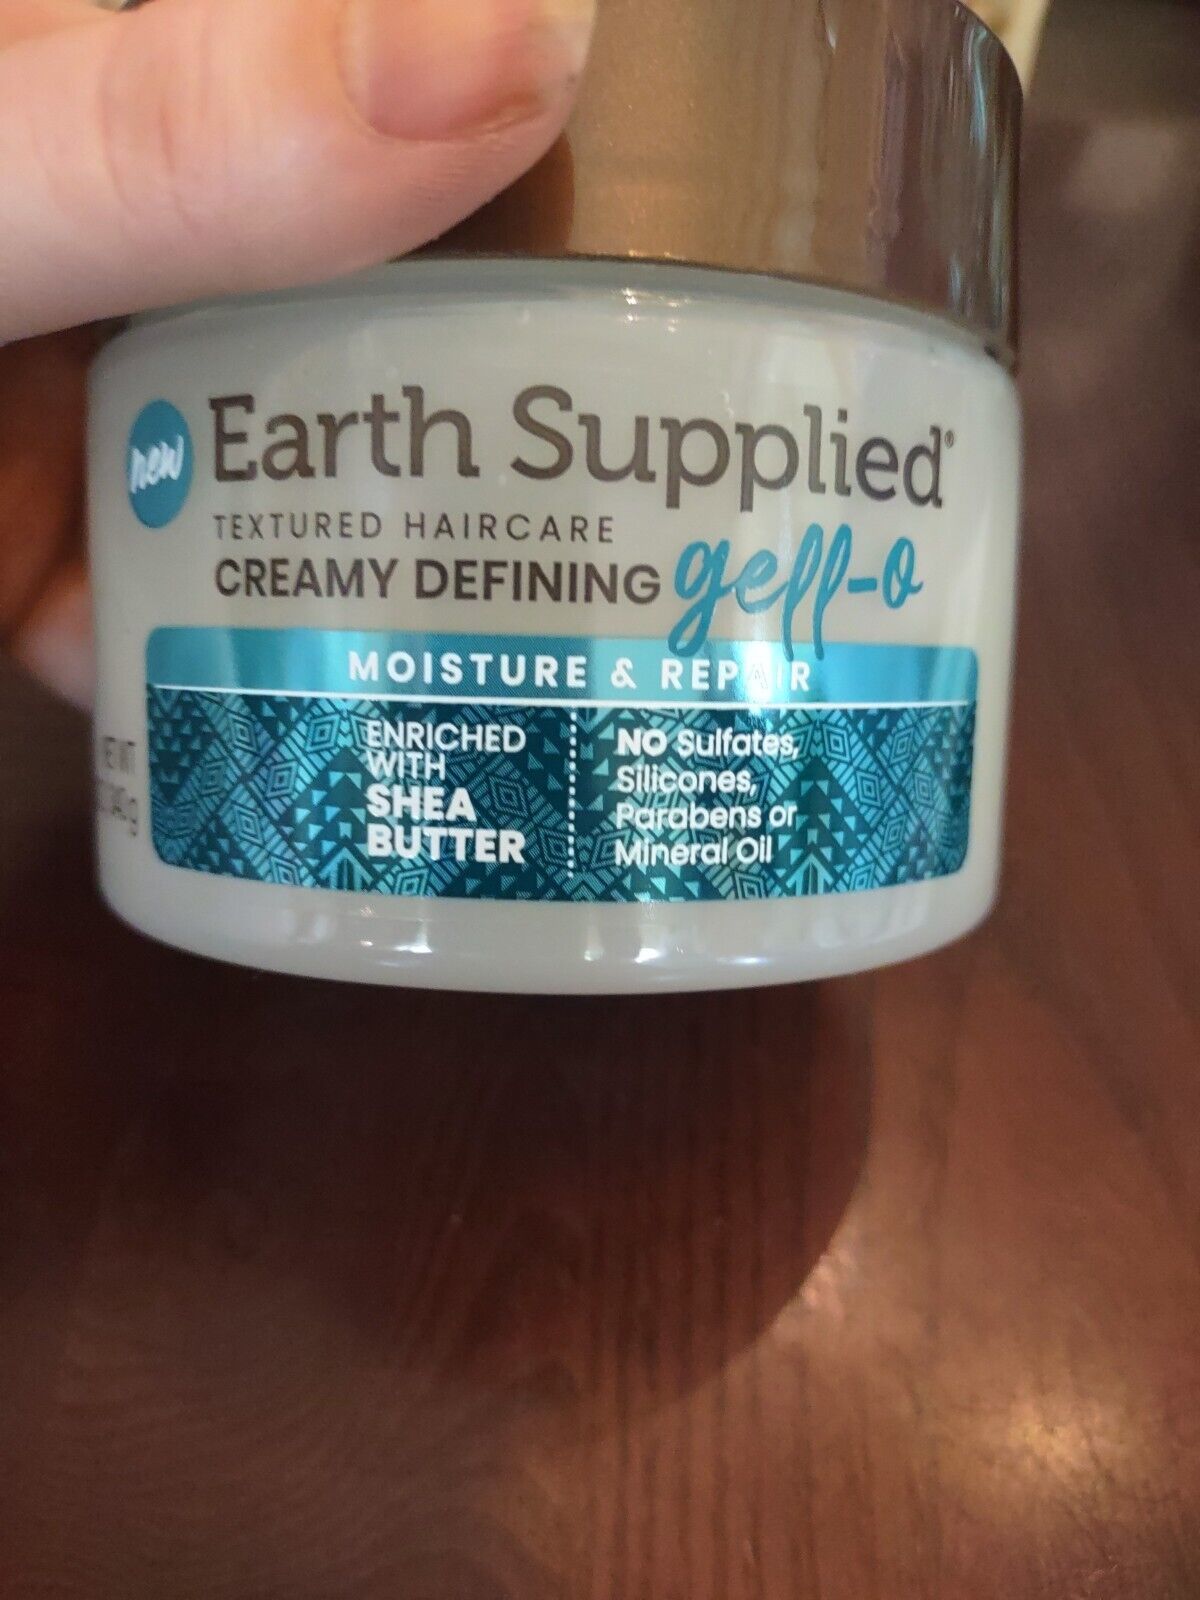 new
Earth Supplied®
TEXTURED HAIRCARE
CREAMY DEFINING gell-o
MOISTURE & REPAIR
ENRICHED
WITH
SHEA
BUTTER
NO Sulfates,
Silicones,
Parabens or
Mineral Oil
WT